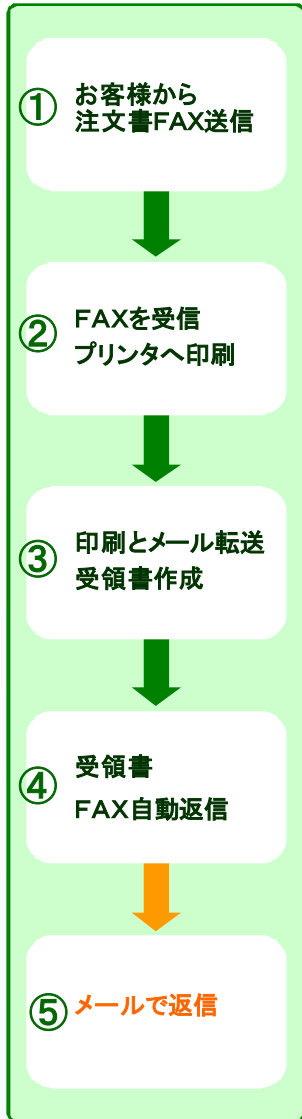 ① お客様から
注文書FAX送信
② FAXを受信
プリンタへ印刷
③ 印刷とメール転送
受領書作成
④ 受領書
FAX自動返信
⑤ メールで返信